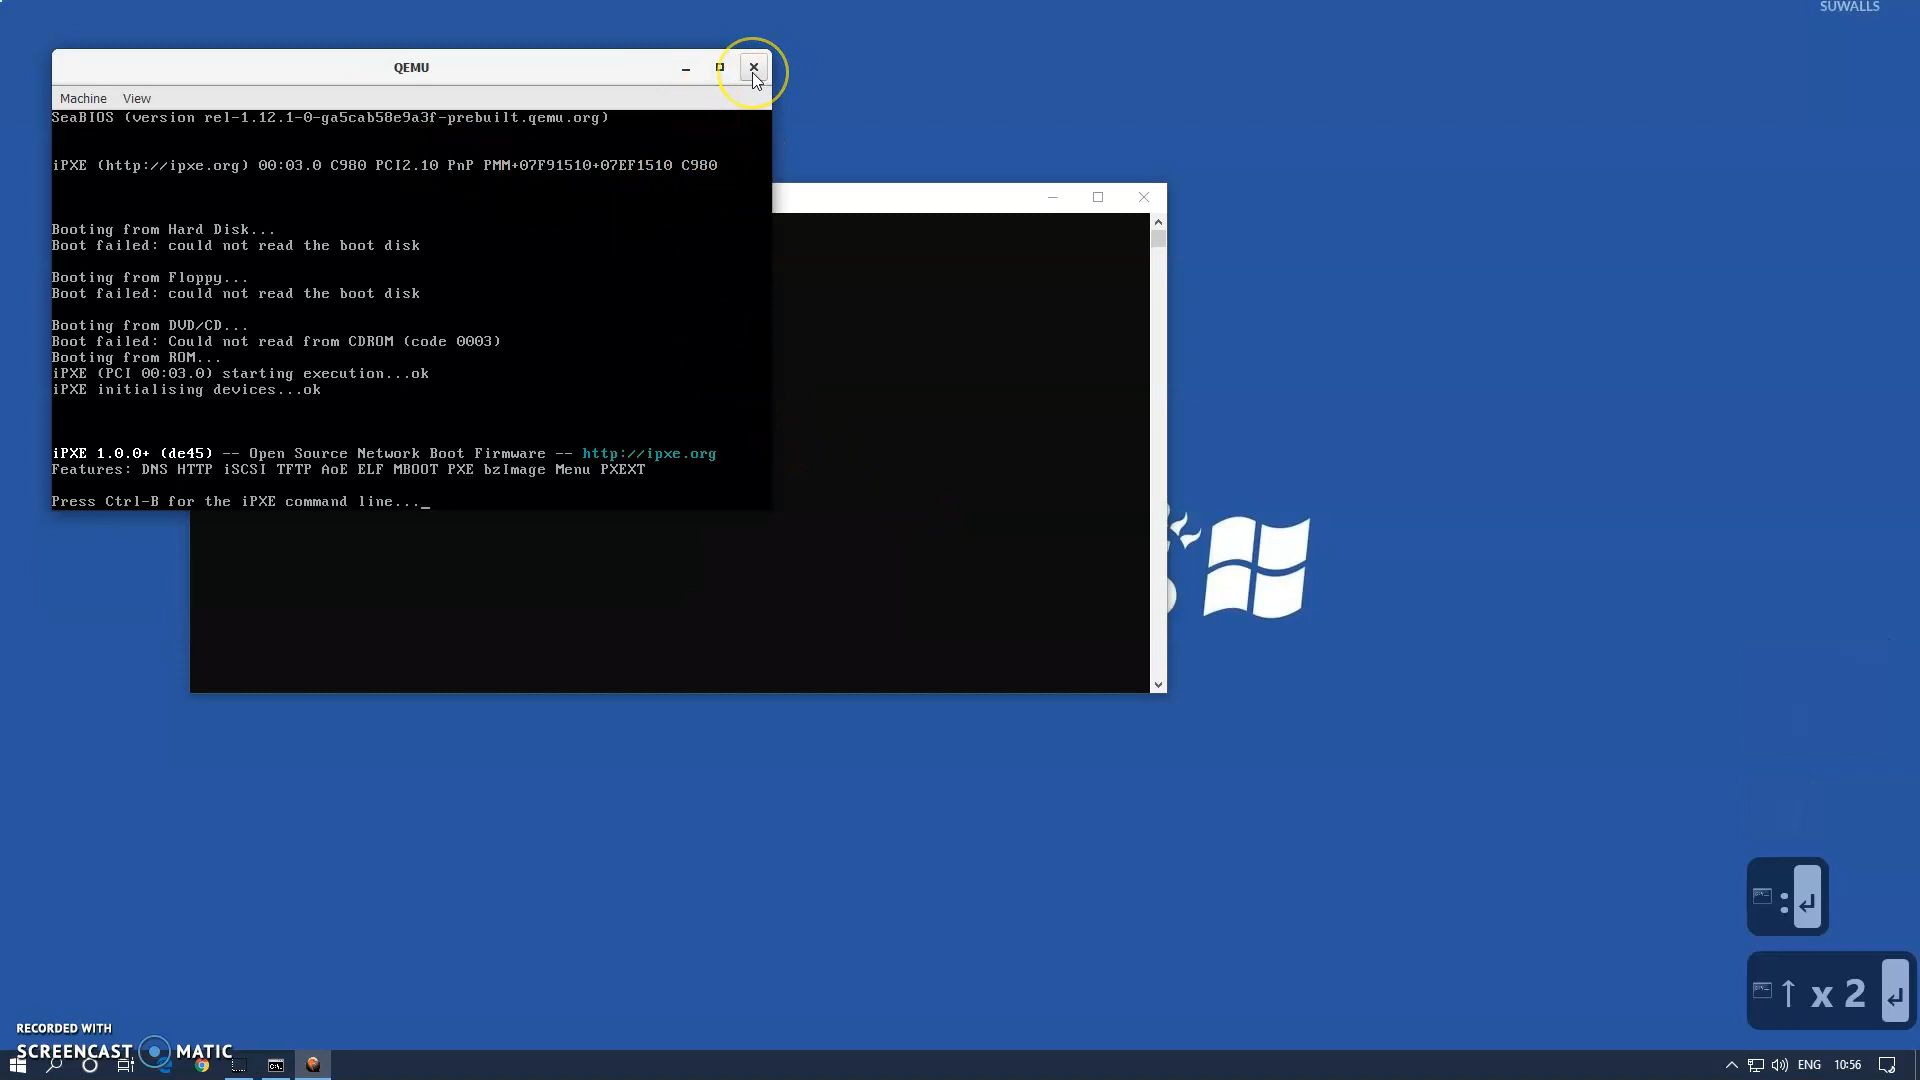 SUWALLS
QEMU
Machine View
SeaBIOS (version rel-1.12.1-0-ga5cab58e9a3f-prebuilt.qemu.org)
iPXE (http://ipxe.org) 00:03.0 C980 PCI2.10 PnP PMM+07F91510+07EF1510 C980
Booting from Hard Disk...
Boot failed: could not read the boot disk
Booting from Floppy...
Boot failed: could not read the boot disk
Booting from DVD/CD...
Boot failed: Could not read from CDROM (code 0003)
Booting from ROM...
iPXE (PCI 00:03.0) starting execution...ok
iPXE initialising devices...ok
iPXE 1.0.0+ (de45) -- Open Source Network Boot Firmware -- http://ipxe.org
Features: DNS HTTP iSCSI TFTP AoE ELF MBOOT PXE bzImage Menu PXEXT
Press Ctrl-B for the iPXE command line..._
: ↵
↑ x 2 ↵
RECORDED WITH
SCREENCAST MATIC
ENG 10:56